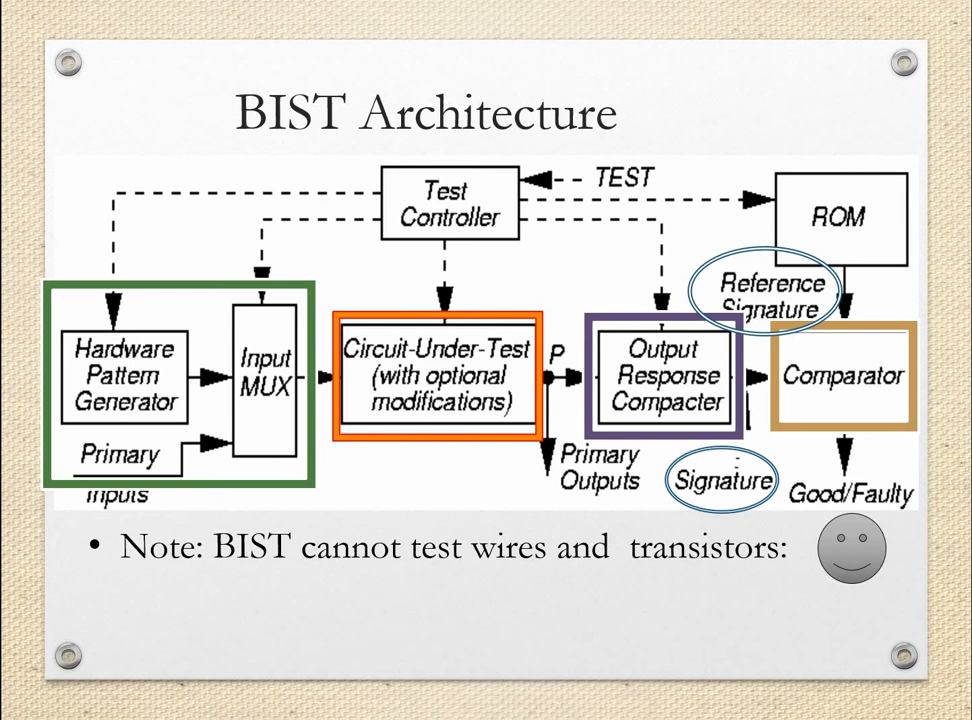 BIST Architecture
Test
Controller
TEST
ROM
Reference
Signature
Hardware
Pattern
Generator
Input
MUX
Primary
Inputs
Circuit-Under-Test
(with optional
modifications)
P
Primary
Outputs
Output
Response
Compacter
Signature
Comparator
Good/Faulty
• Note: BIST cannot test wires and transistors: